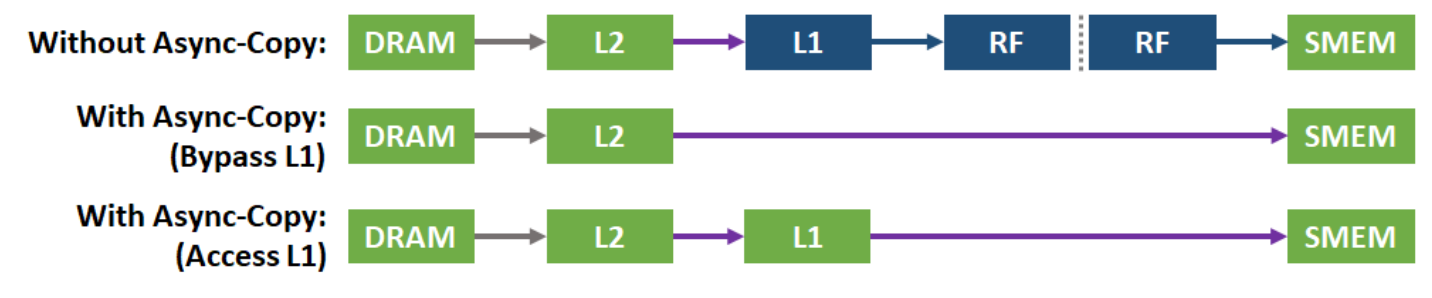 Without Async-Copy: DRAM L2 L1 RF RF SMEM
With Async-Copy:
(Bypass L1)
DRAM L2 SMEM
With Async-Copy:
(Access L1)
DRAM L2 L1 SMEM